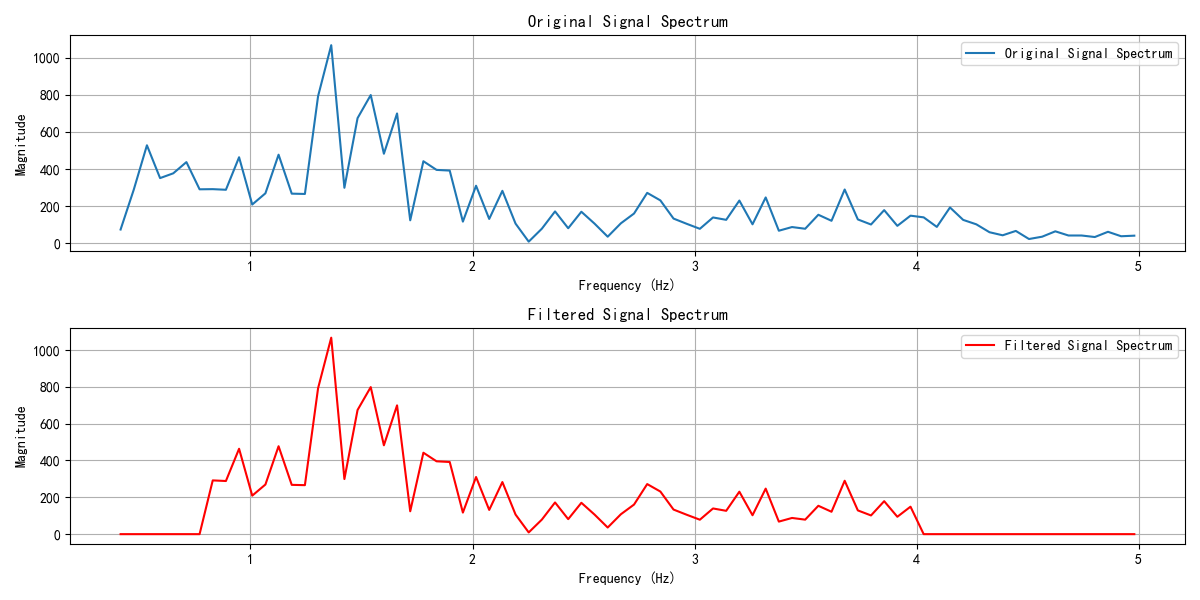 Original Signal Spectrum
Original Signal Spectrum
Magnitude
1000
800
600
400
200
0
1 2 3 4 5
Frequency (Hz)
Filtered Signal Spectrum
Filtered Signal Spectrum
Magnitude
1000
800
600
400
200
0
1 2 3 4 5
Frequency (Hz)